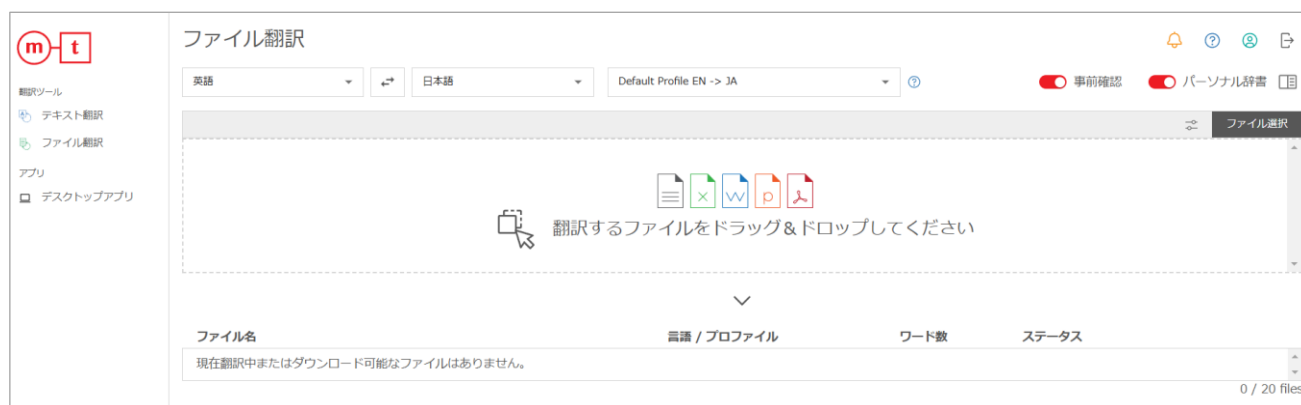 m t
ファイル翻訳
英語
日本語
Default Profile EN -> JA
事前確認
パーソナル辞書
翻訳ツール
テキスト翻訳
ファイル翻訳
アプリ
デスクトップアプリ
ファイル選択
翻訳するファイルをドラッグ&ドロップしてください
ファイル名 言語 / プロファイル ワード数 ステータス
現在翻訳中またはダウンロード可能なファイルはありません。
0 / 20 files